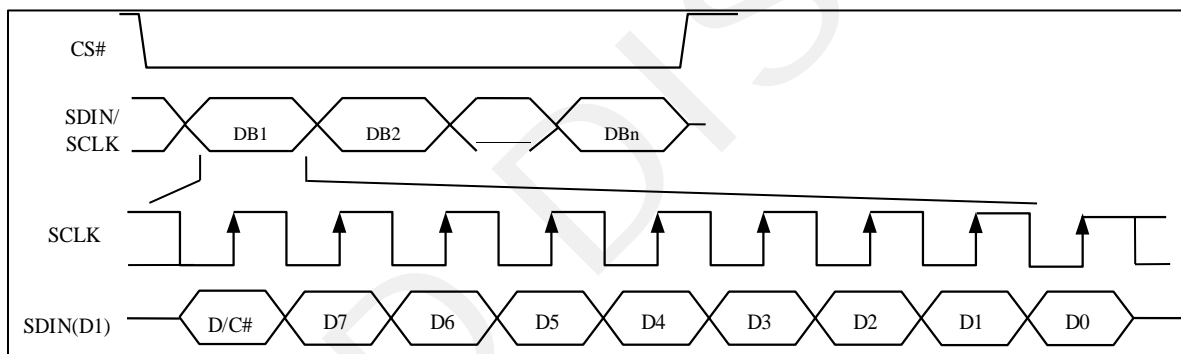 CS#
SDIN/
SCLK
DB1 DB2 DBn
SCLK
SDIN(D1)
D/C# D7 D6 D5 D4 D3 D2 D1 D0